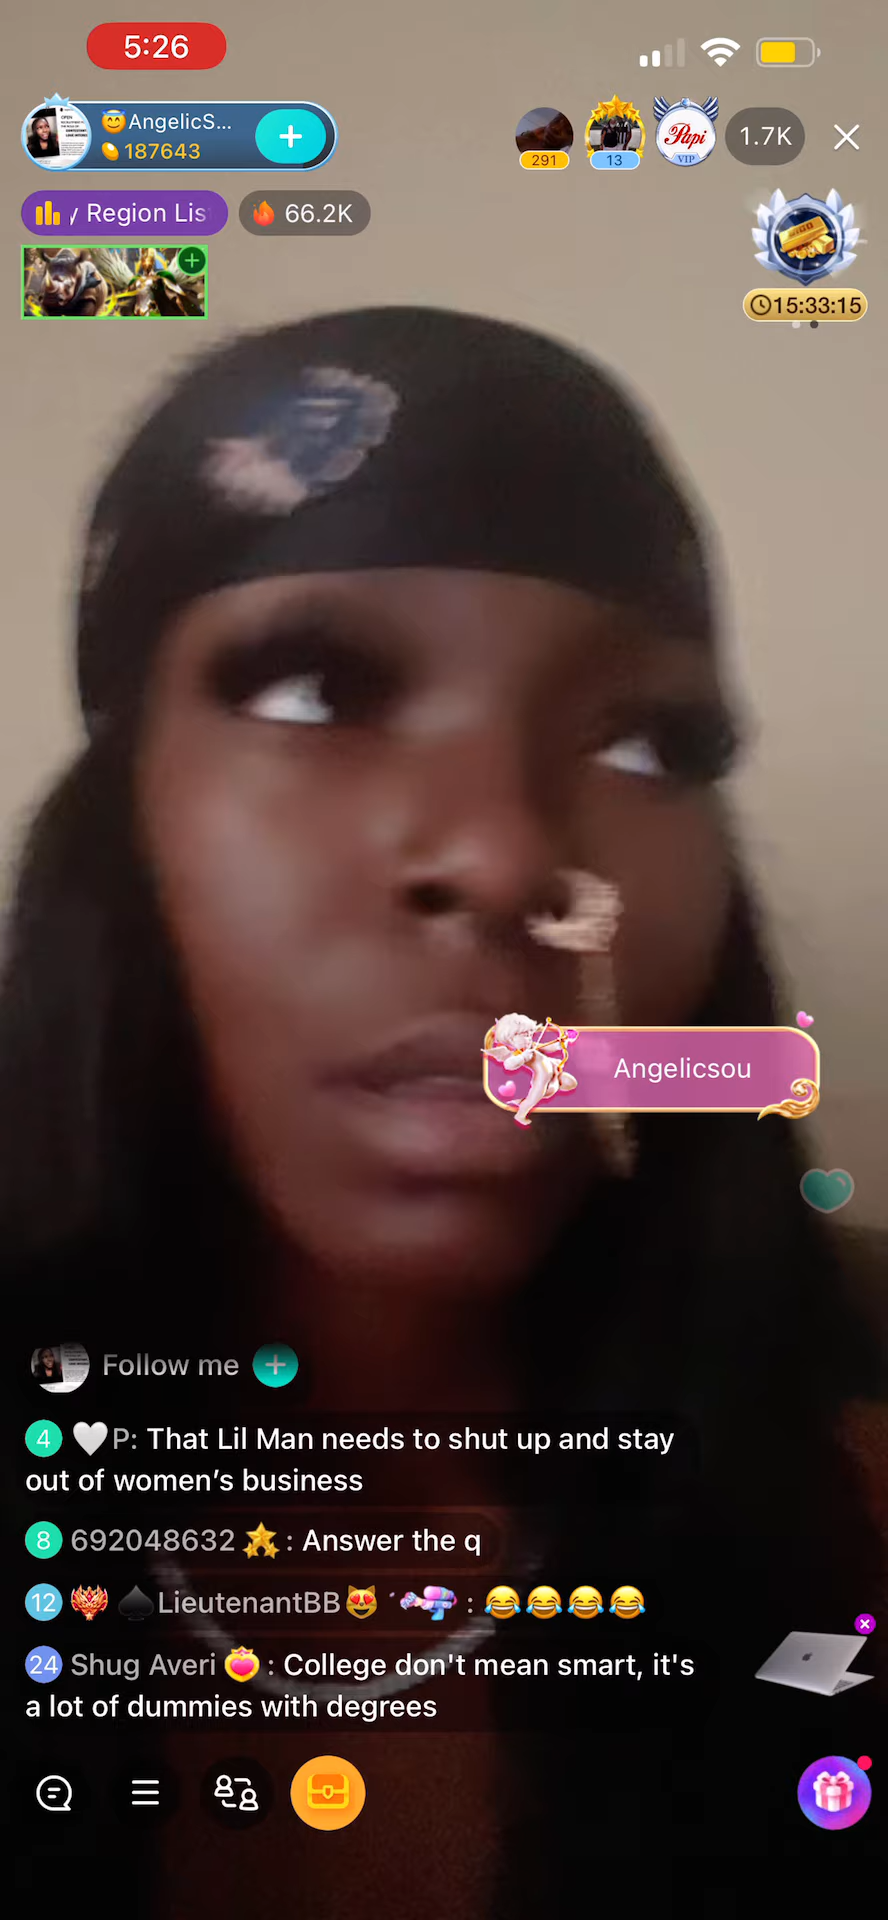 5:26
😇AngelicS...
187643
291
13
Papi
VIP
1.7K
y Region Lis
66.2K
15:33:15
Angelicsou
Follow me
4 🤍P: That Lil Man needs to shut up and stay
out of women’s business
8 692048632 : Answer the q
12 ♠LieutenantBB😻 : 😂😂😂😂
24 Shug Averi : College don't mean smart, it's
a lot of dummies with degrees